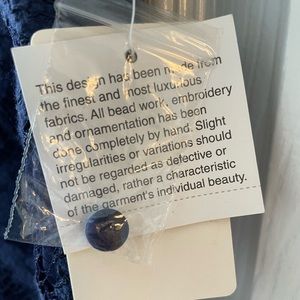 This design has been made from
the finest and most luxurious
fabrics. All bead work, embroidery
and ornamentation has been
done completely by hand. Slight
irregularities or variations should
not be regarded as defective or
damaged, rather a characteristic
of the garment's individual beauty.